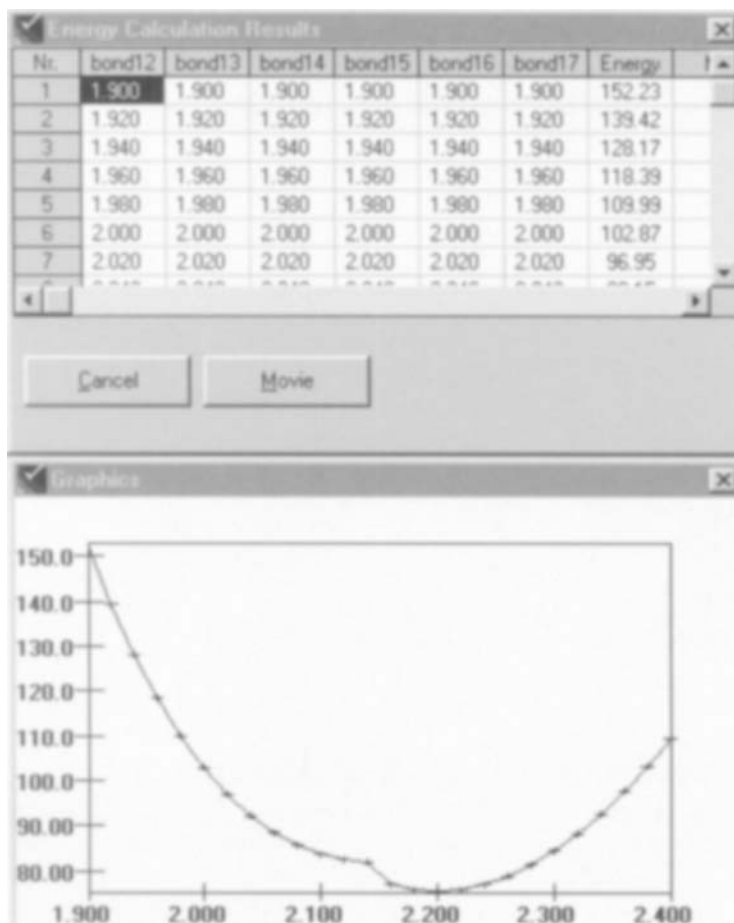 Energy Calculation Results
Nr. bond12 bond13 bond14 bond15 bond16 bond17 Energy
1 1.900 1.900 1.900 1.900 1.900 1.900 152.23
2 1.920 1.920 1.920 1.920 1.920 1.920 139.42
3 1.940 1.940 1.940 1.940 1.940 1.940 128.17
4 1.960 1.960 1.960 1.960 1.960 1.960 118.39
5 1.980 1.980 1.980 1.980 1.980 1.980 109.99
6 2.000 2.000 2.000 2.000 2.000 2.000 102.87
7 2.020 2.020 2.020 2.020 2.020 2.020 96.95
Cancel Movie
Graphics
150.0
140.0
130.0
120.0
110.0
100.0
90.00
80.00
1.900 2.000 2.100 2.200 2.300 2.400